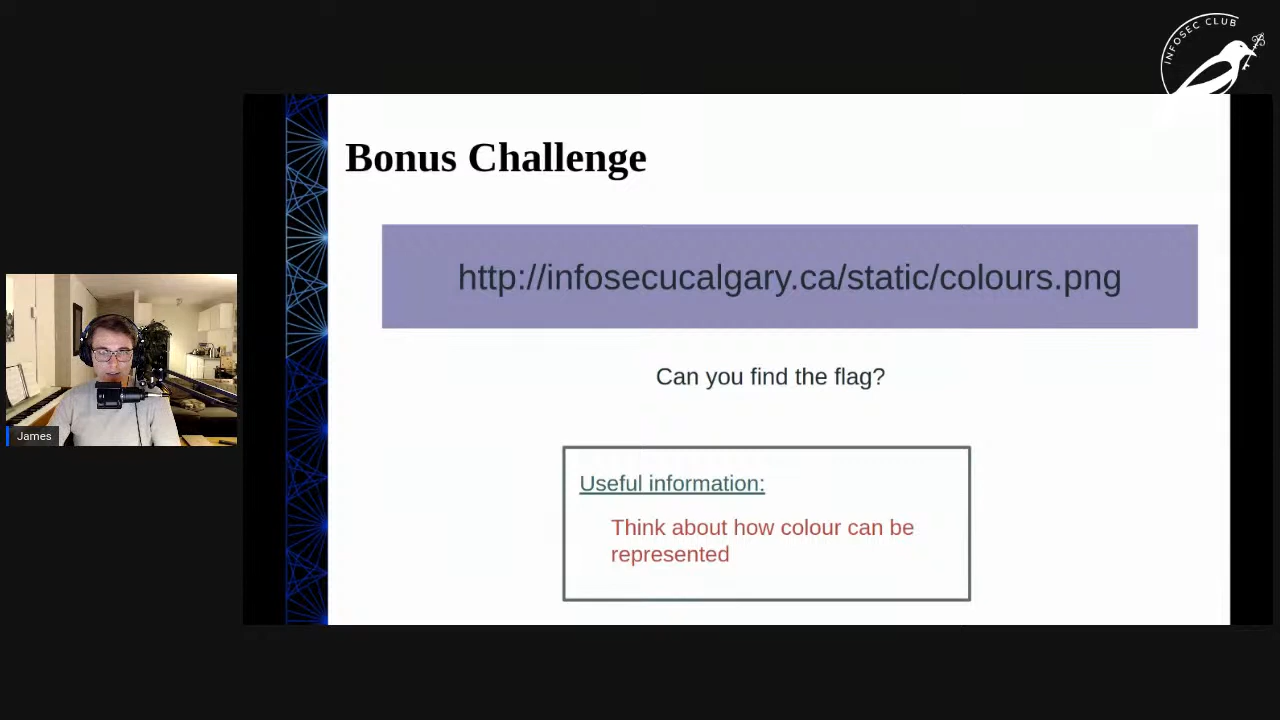 INFOSEC CLUB
Bonus Challenge
http://infosecucalgary.ca/static/colours.png
Can you find the flag?
Useful information:
Think about how colour can be
represented
James